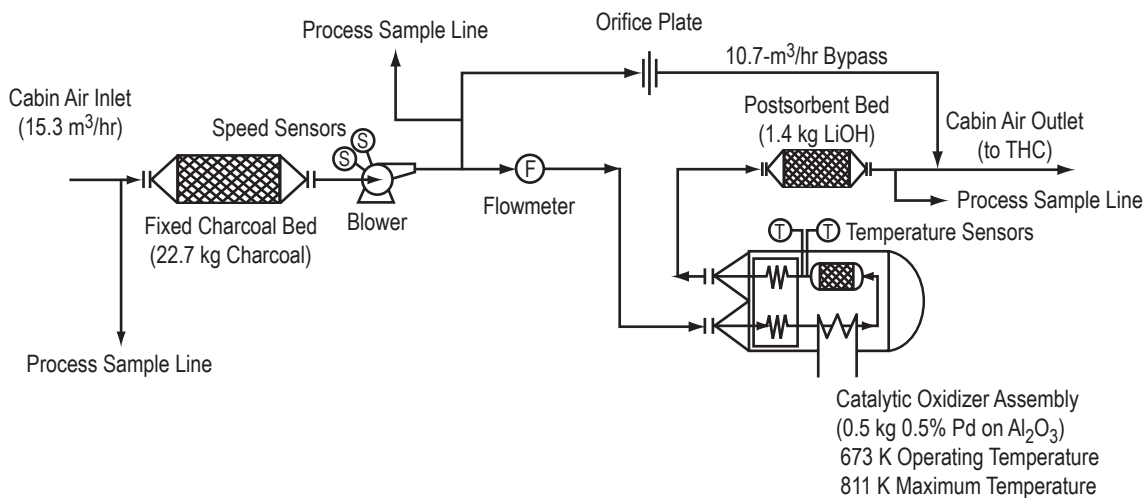 Process Sample Line
Orifice Plate
10.7-m³/hr Bypass
Cabin Air Inlet
(15.3 m³/hr)
Speed Sensors
S
S
Postsorbent Bed
(1.4 kg LiOH)
Cabin Air Outlet
(to THC)
F
Flowmeter
Blower
Fixed Charcoal Bed
(22.7 kg Charcoal)
Process Sample Line
T
T
Temperature Sensors
Process Sample Line
Catalytic Oxidizer Assembly
(0.5 kg 0.5% Pd on Al₂O₃)
673 K Operating Temperature
811 K Maximum Temperature